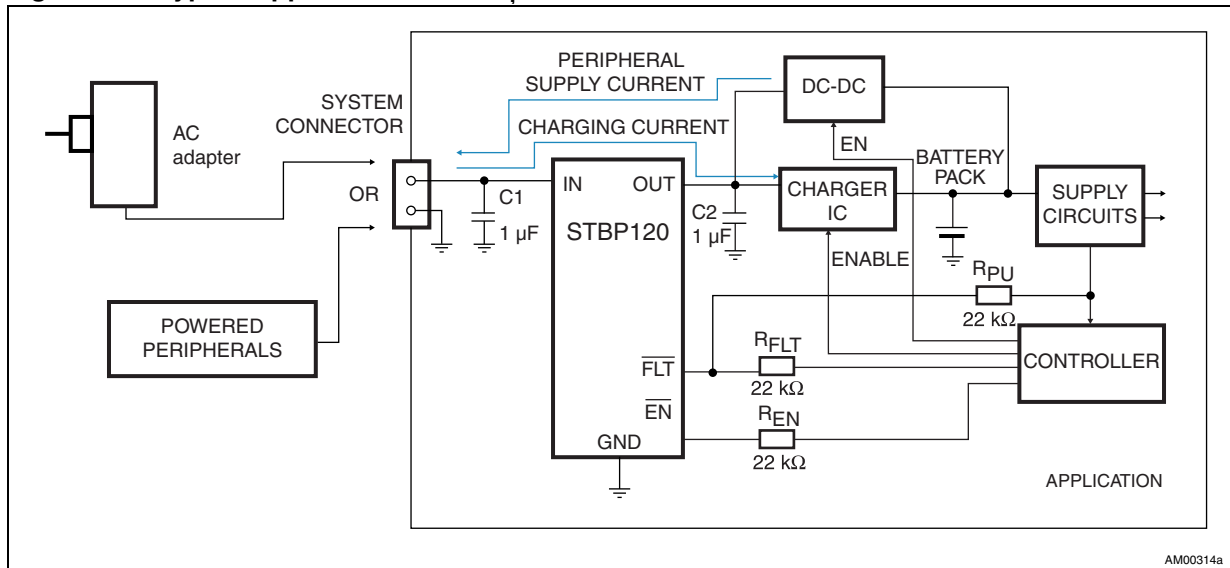 PERIPHERAL
SUPPLY CURRENT
DC-DC
SYSTEM
CONNECTOR
CHARGING CURRENT
AC
adapter
EN
BATTERY
PACK
OR
C1
1 µF
IN
OUT
STBP120
C2
1 µF
CHARGER
IC
SUPPLY
CIRCUITS
ENABLE
RPU
22 kΩ
POWERED
PERIPHERALS
FLT
RFLT
22 kΩ
CONTROLLER
EN
REN
22 kΩ
GND
APPLICATION
AM00314a